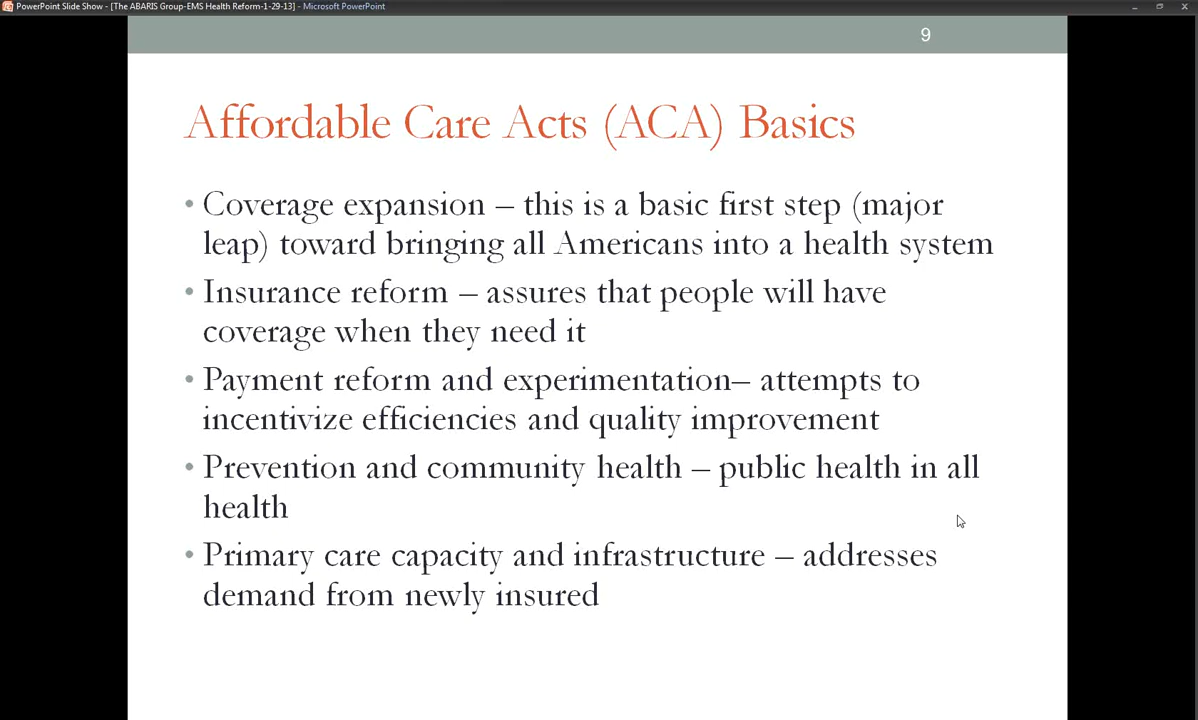 PowerPoint Slide Show - [The ABARIS Group-EMS Health Reform-1-29-13] - Microsoft PowerPoint
9
Affordable Care Acts (ACA) Basics
• Coverage expansion – this is a basic first step (major
leap) toward bringing all Americans into a health system
• Insurance reform – assures that people will have
coverage when they need it
• Payment reform and experimentation– attempts to
incentivize efficiencies and quality improvement
• Prevention and community health – public health in all
health
• Primary care capacity and infrastructure – addresses
demand from newly insured